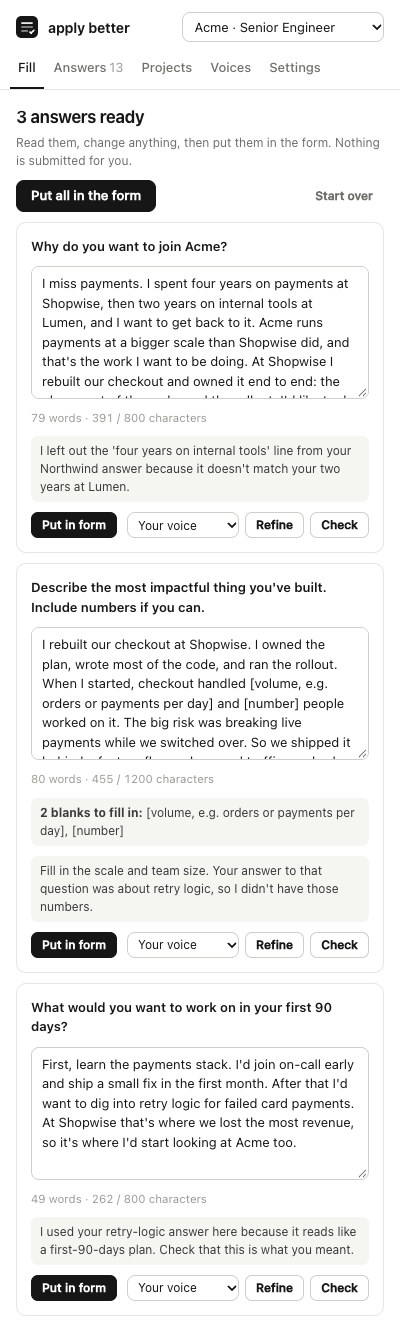 apply better
Acme · Senior Engineer
Fill
Answers 13
Projects
Voices
Settings
3 answers ready
Read them, change anything, then put them in the form. Nothing
is submitted for you.
Put all in the form
Start over
Why do you want to join Acme?
I miss payments. I spent four years on payments at
Shopwise, then two years on internal tools at
Lumen, and I want to get back to it. Acme runs
payments at a bigger scale than Shopwise did, and
that's the work I want to be doing. At Shopwise I
rebuilt our checkout and owned it end to end: the
79 words · 391 / 800 characters
I left out the 'four years on internal tools' line from your
Northwind answer because it doesn't match your two
years at Lumen.
Put in form
Your voice
Refine
Check
Describe the most impactful thing you've built.
Include numbers if you can.
I rebuilt our checkout at Shopwise. I owned the
plan, wrote most of the code, and ran the rollout.
When I started, checkout handled [volume, e.g.
orders or payments per day] and [number] people
worked on it. The big risk was breaking live
payments while we switched over. So we shipped it
80 words · 455 / 1200 characters
2 blanks to fill in: [volume, e.g. orders or payments per
day], [number]
Fill in the scale and team size. Your answer to that
question was about retry logic, so I didn't have those
numbers.
Put in form
Your voice
Refine
Check
What would you want to work on in your first 90
days?
First, learn the payments stack. I'd join on-call early
and ship a small fix in the first month. After that I'd
want to dig into retry logic for failed card payments.
At Shopwise that's where we lost the most revenue,
so it's where I'd start looking at Acme too.
49 words · 262 / 800 characters
I used your retry-logic answer here because it reads like
a first-90-days plan. Check that this is what you meant.
Put in form
Your voice
Refine
Check